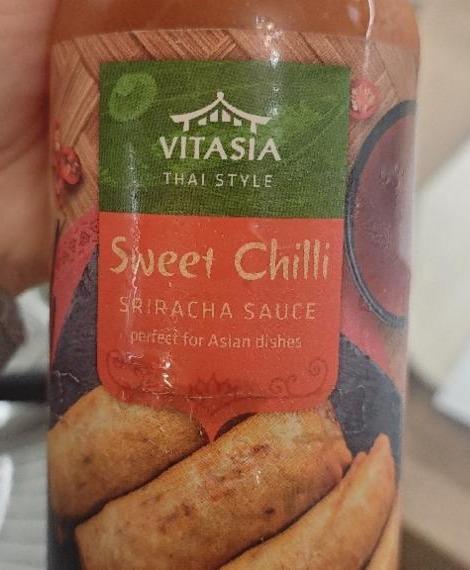 VITASIA
THAI STYLE
Sweet Chilli
SRIRACHA SAUCE
perfect for Asian dishes